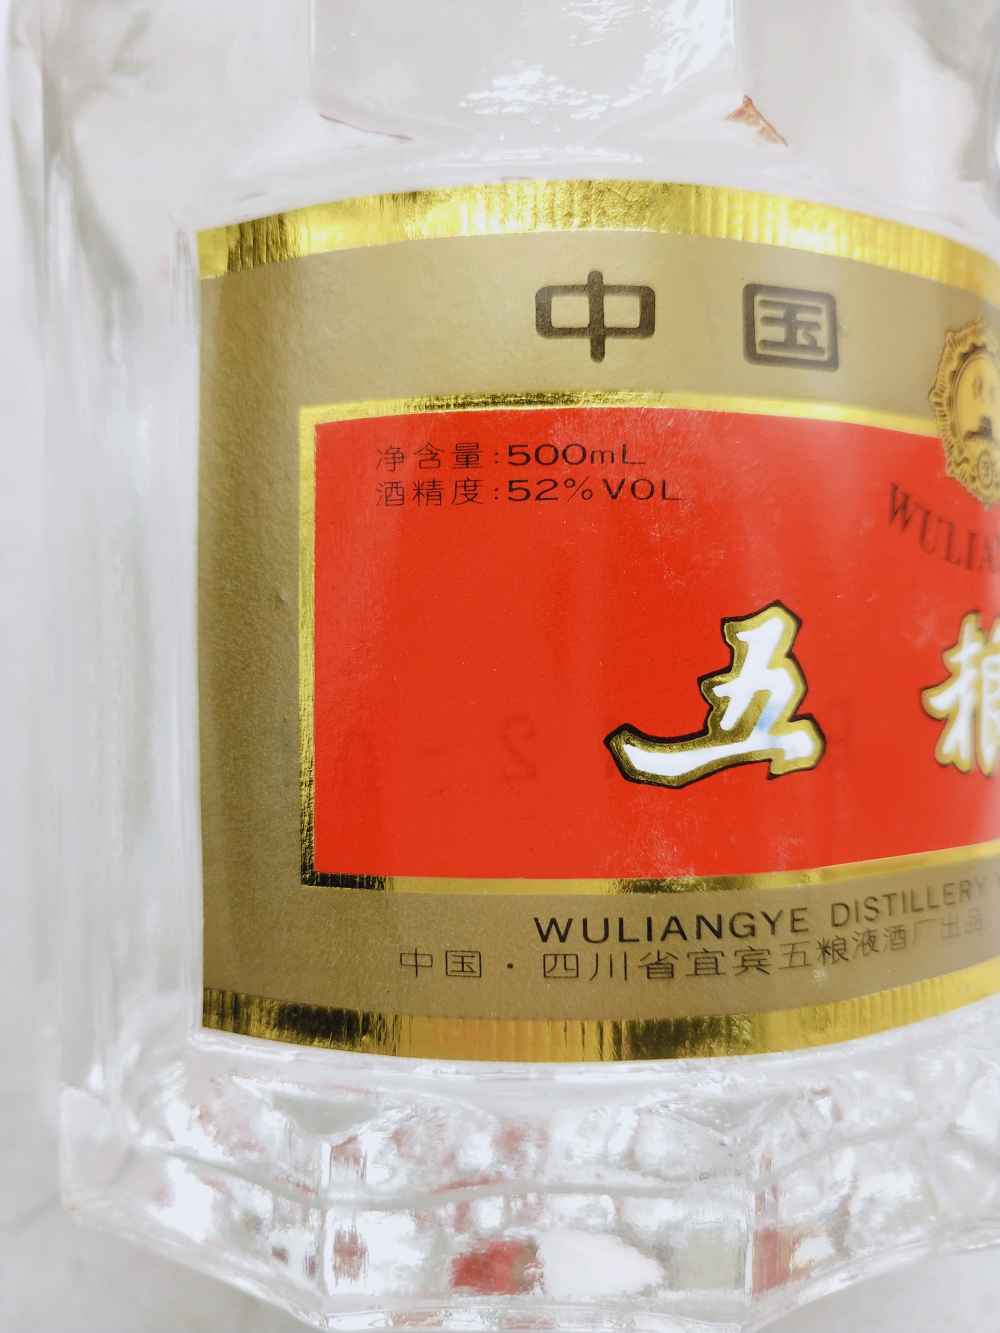 中国
净含量:500mL
酒精度:52%VOL
五粮
WULIANGYE DISTILLERY
中国·四川省宜宾五粮液酒厂出品